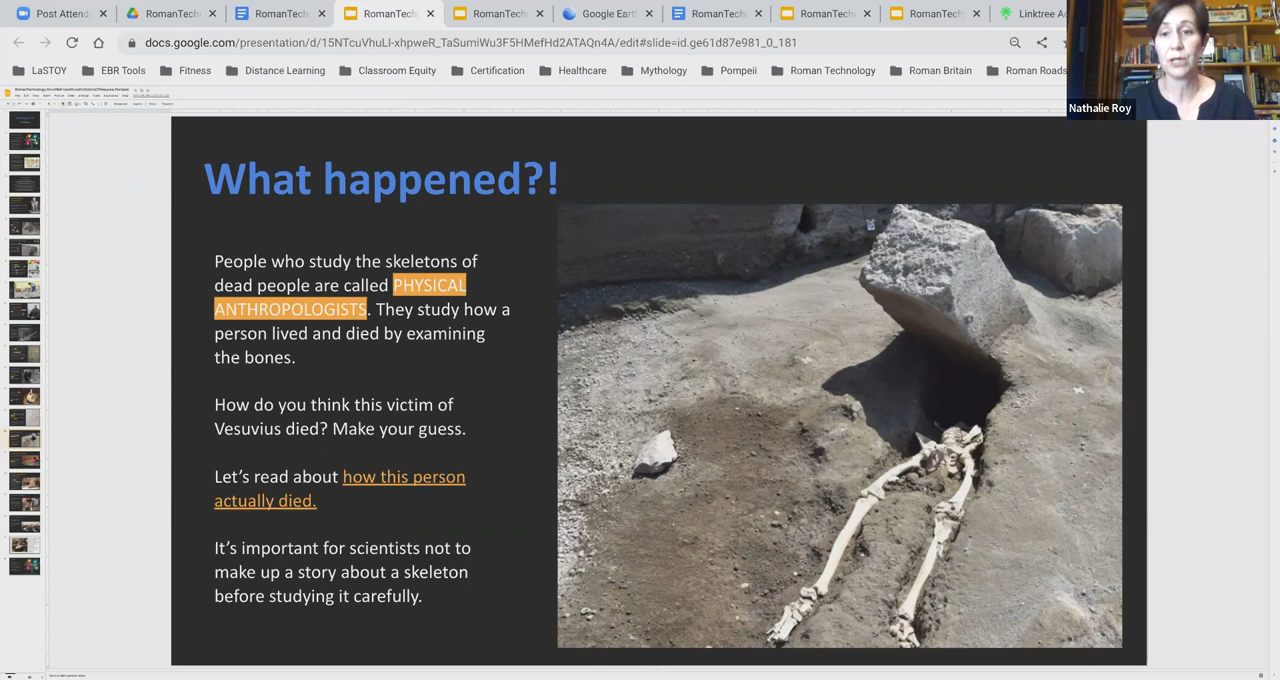 Post Attend
RomanTech
RomanTech
RomanTech
RomanTech
Google Eart
RomanTech
RomanTech
RomanTech
Linktree Ad
docs.google.com/presentation/d/15NTcuVhuLI-xhpweR_TaSumiWu3F5HMefHd2ATAQn4A/edit#slide=id.ge61d87e981_0_181
LaSTOY
EBR Tools
Fitness
Distance Learning
Classroom Equity
Certification
Healthcare
Mythology
Pompeii
Roman Technology
Roman Britain
Roman Roads
Nathalie Roy
What happened?!
People who study the skeletons of
dead people are called PHYSICAL
ANTHROPOLOGISTS. They study how a
person lived and died by examining
the bones.
How do you think this victim of
Vesuvius died? Make your guess.
Let's read about how this person
actually died.
It's important for scientists not to
make up a story about a skeleton
before studying it carefully.